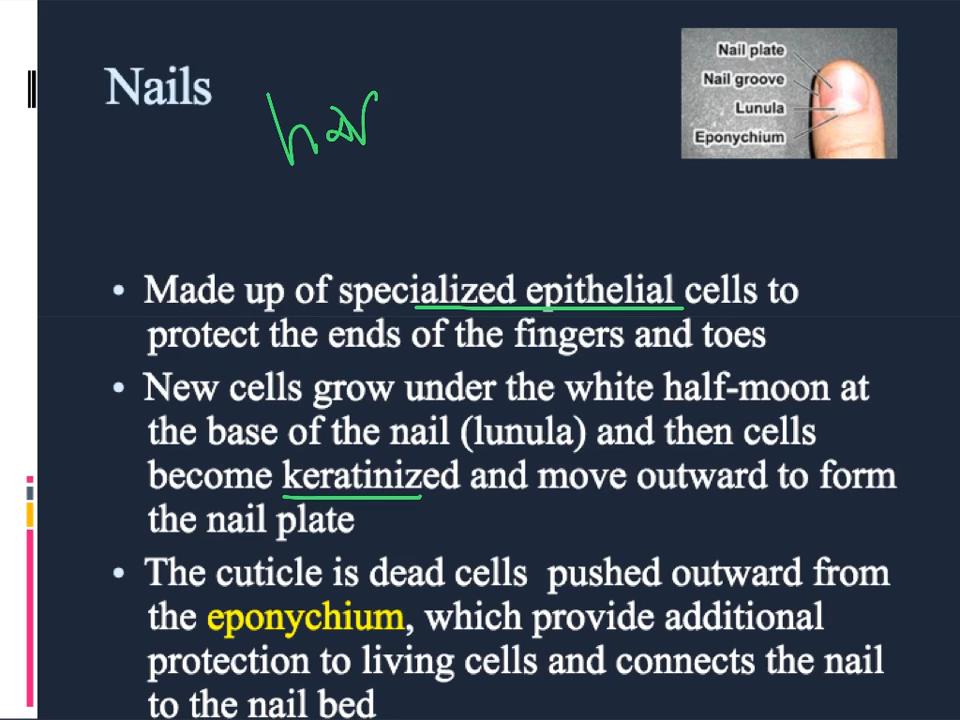 Nails
Nail plate
Nail groove
Lunula
Eponychium
• Made up of specialized epithelial cells to
protect the ends of the fingers and toes
• New cells grow under the white half-moon at
the base of the nail (lunula) and then cells
become keratinized and move outward to form
the nail plate
• The cuticle is dead cells pushed outward from
the eponychium, which provide additional
protection to living cells and connects the nail
to the nail bed